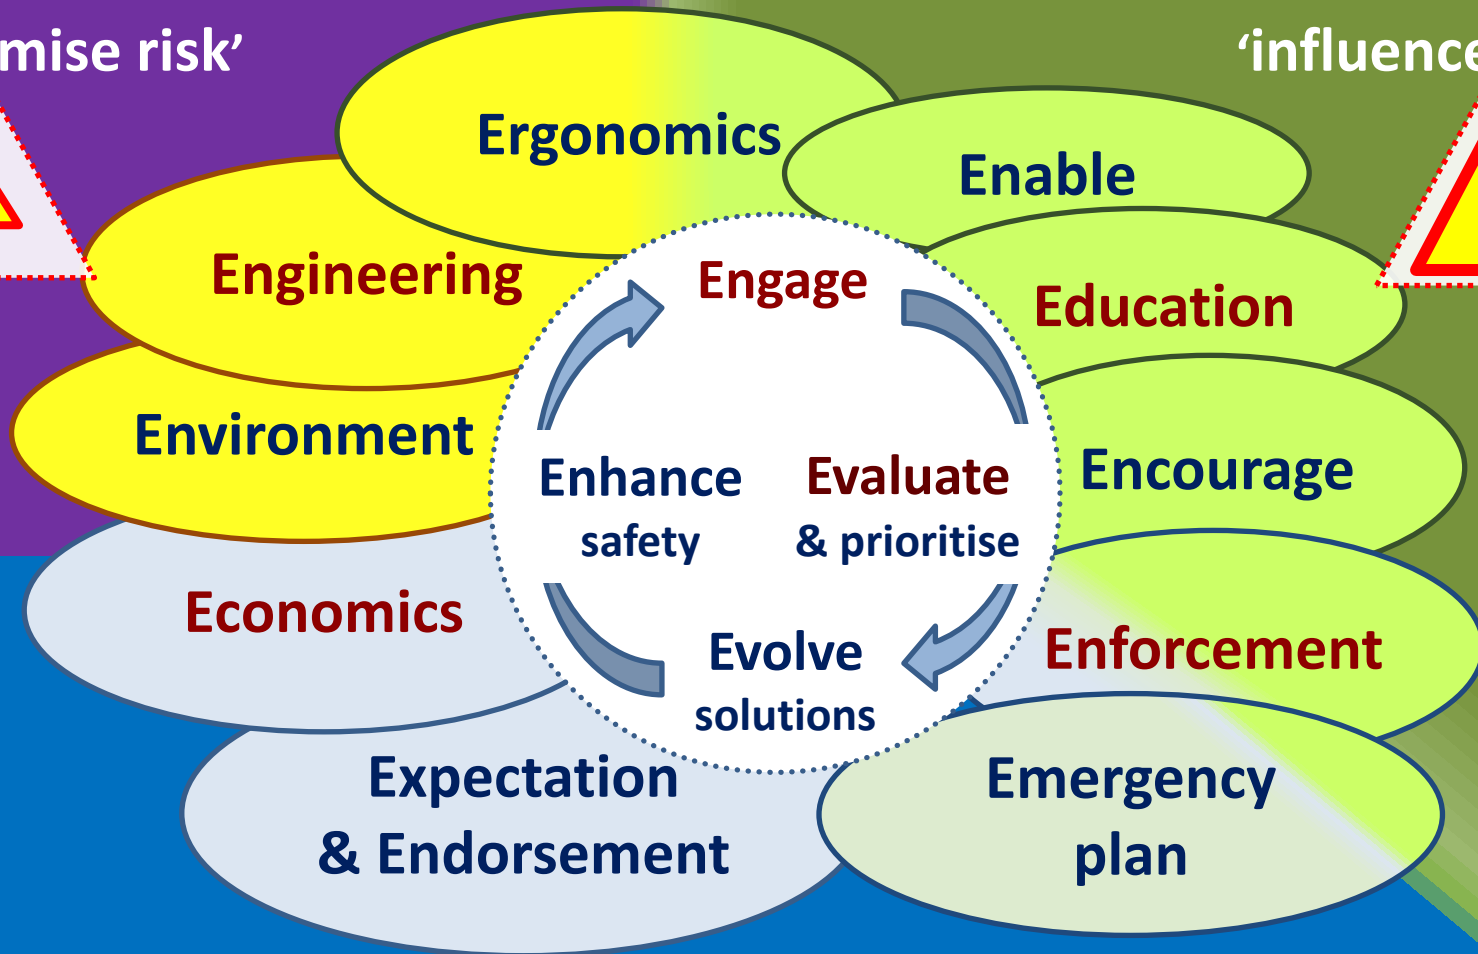 mise risk’
‘influence
Ergonomics
Enable
Engineering
Engage
Education
Environment
Enhance
safety
Evaluate
& prioritise
Encourage
Economics
Evolve
solutions
Enforcement
Expectation
& Endorsement
Emergency
plan